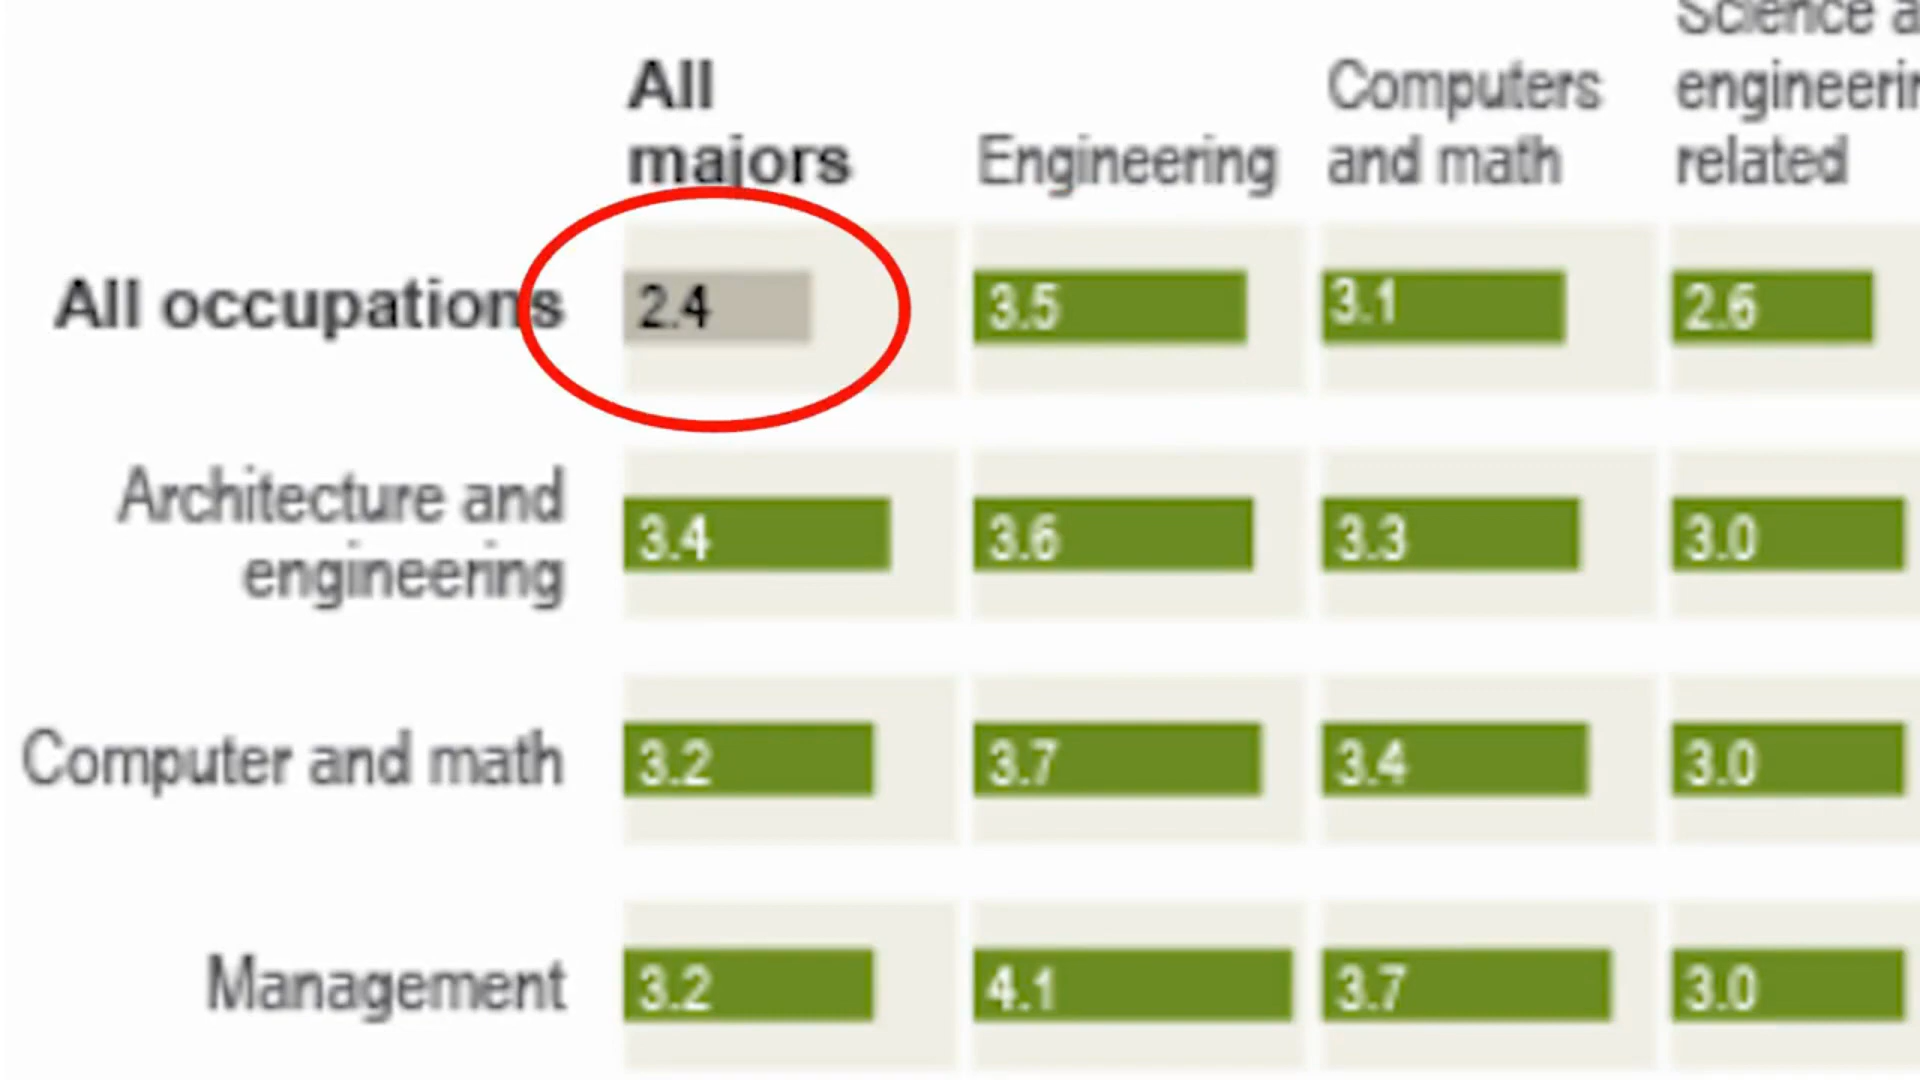 Science
All
Computers
majors
Engineering
and math
related
All occupations
2.4
3.5
3.1
2.6
Architecture and
engineering
3.4
3.6
3.3
3.0
Computer and math
3.2
3.7
3.4
3.0
Management
3.2
4.1
3.7
3.0